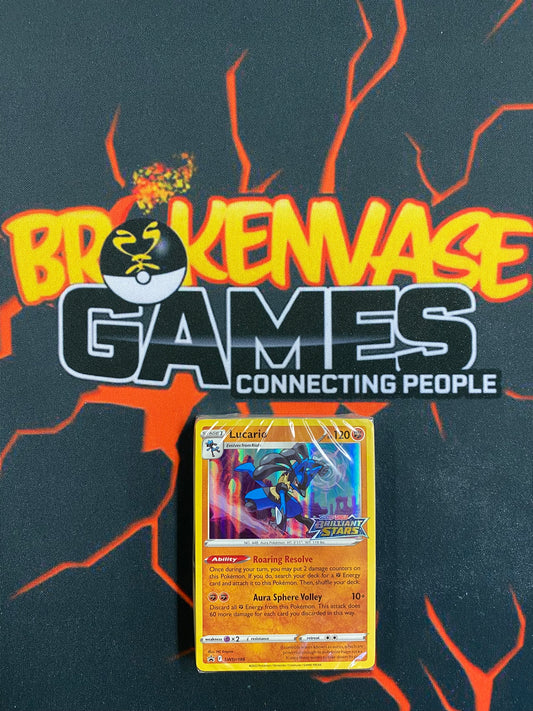 BROKENVASE
GAMES
CONNECTING PEOPLE
Lucario 120
Evolves from Riolu
BRILLIANT
STARS
Ability Roaring Resolve
Once during your turn, you may put 2 damage counters on
this Pokémon. If you do, search your deck for a Energy
card and attach it to this Pokémon. Then, shuffle your deck.
Aura Sphere Volley 10+
Discard all Energy from this Pokémon. This attack does
60 more damage for each card you discarded in this way.
weakness ×2 resistance retreat